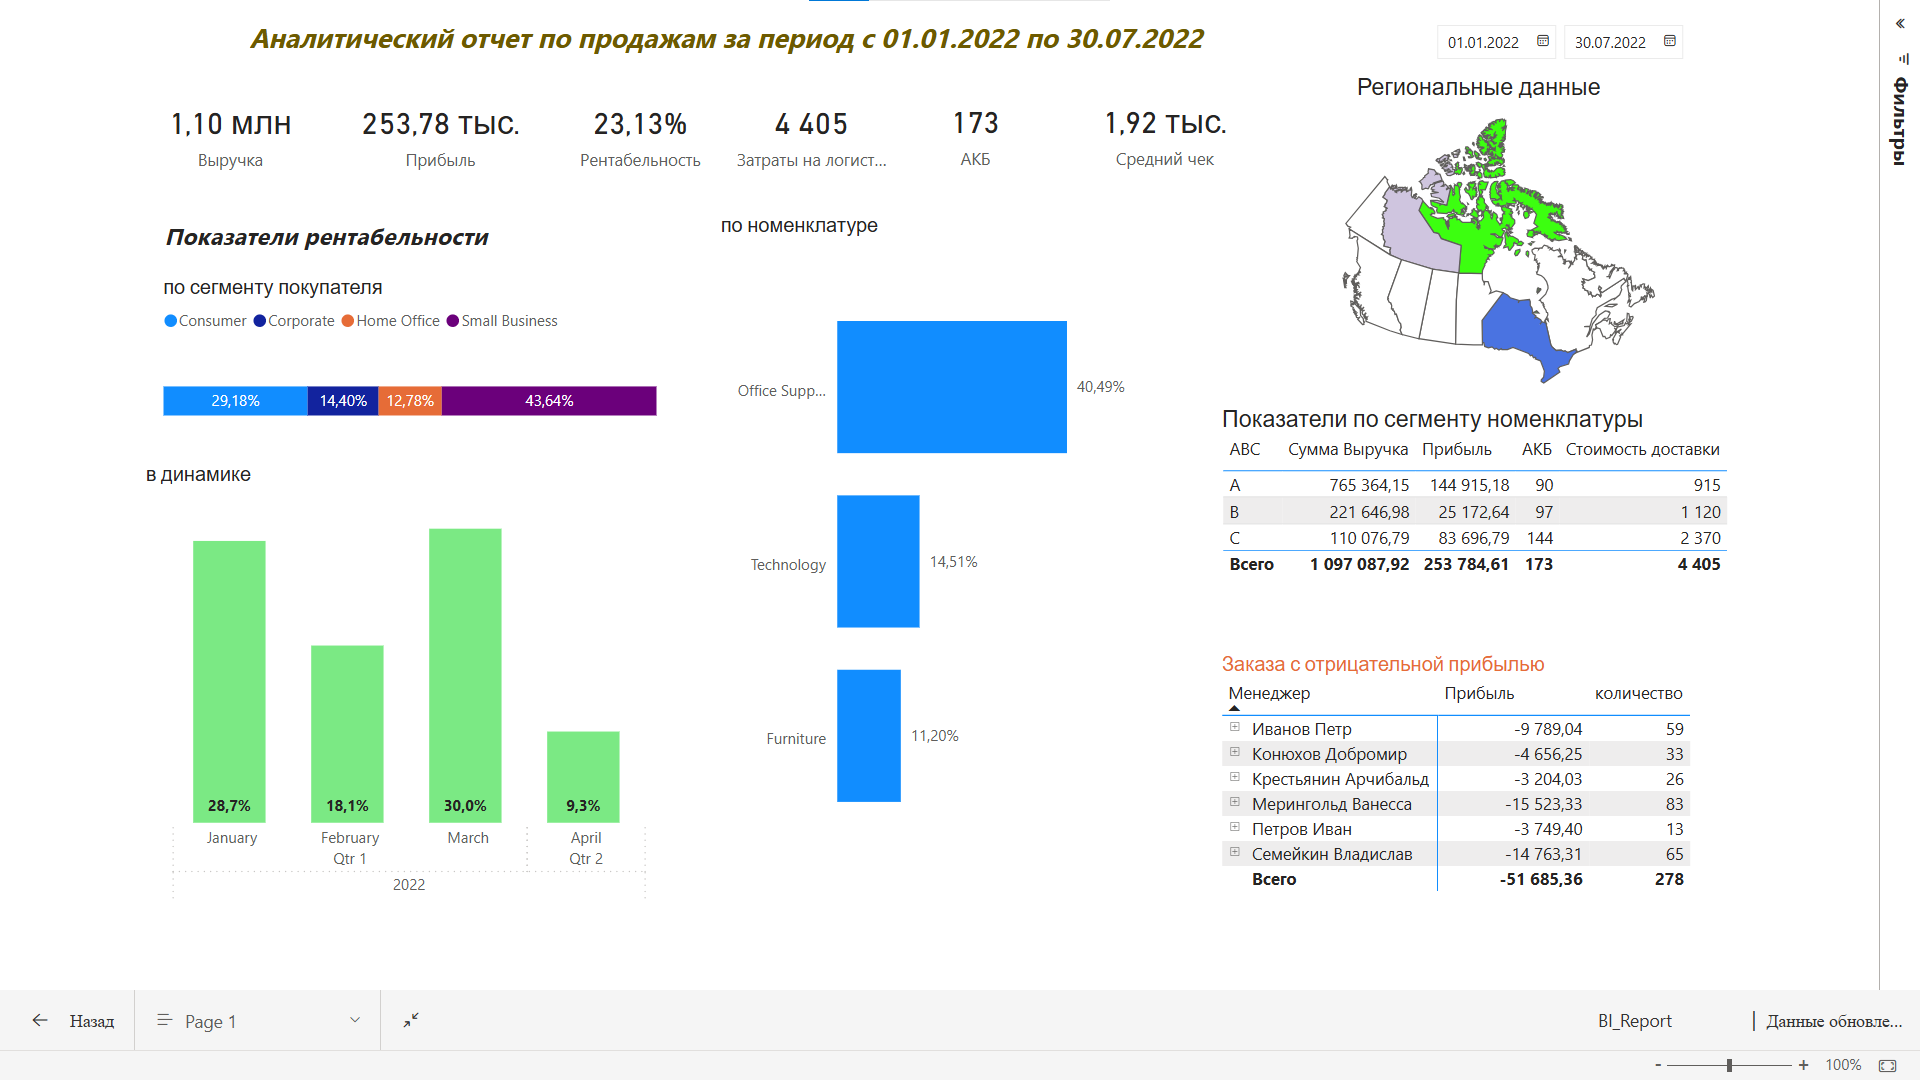 Аналитический отчет по продажам за период с 01.01.2022 по 30.07.2022
01.01.2022 30.07.2022
« Фильтры
1,10 млн
Выручка
253,78 тыс.
Прибыль
23,13%
Рентабельность
4 405
Затраты на логист...
173
АКБ
1,92 тыс.
Средний чек
Показатели рентабельности
по сегменту покупателя
Consumer Corporate Home Office Small Business
29,18% 14,40% 12,78% 43,64%
в динамике
28,7% 18,1% 30,0% 9,3%
January February March April
Qtr 1 Qtr 2
2022
по номенклатуре
Office Supp... 40,49%
Technology 14,51%
Furniture 11,20%
Региональные данные
Показатели по сегменту номенклатуры
ABC Сумма Выручка Прибыль АКБ Стоимость доставки
A 765 364,15 144 915,18 90 915
B 221 646,98 25 172,64 97 1 120
C 110 076,79 83 696,79 144 2 370
Всего 1 097 087,92 253 784,61 173 4 405
Заказа с отрицательной прибылью
Менеджер Прибыль количество
Иванов Петр -9 789,04 59
Конюхов Добромир -4 656,25 33
Крестьянин Арчибальд -3 204,03 26
Мерингольд Ванесса -15 523,33 83
Петров Иван -3 749,40 13
Семейкин Владислав -14 763,31 65
Всего -51 685,36 278
Назад Page 1 BI_Report | Данные обновле...
- + 100%